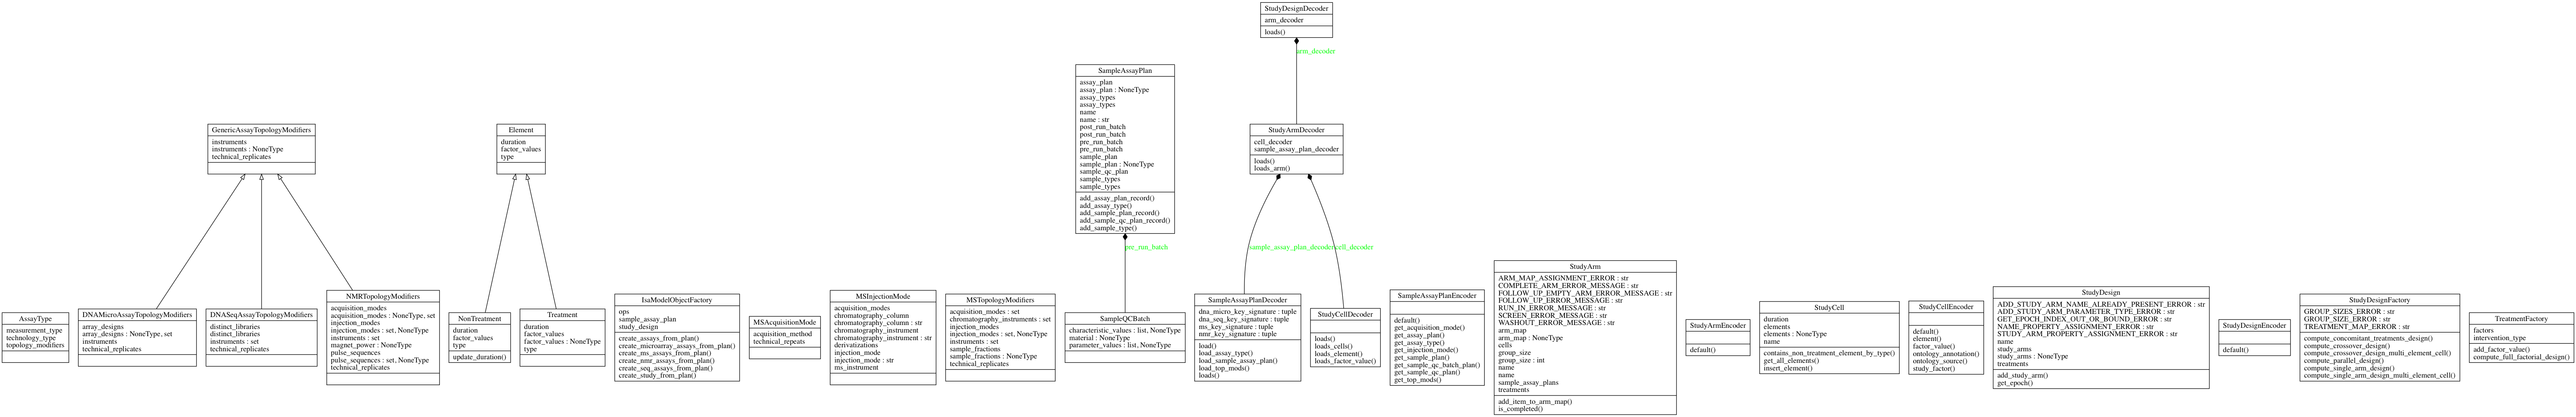 StudyDesignDecoder
arm_decoder
loads()
arm_decoder
SampleAssayPlan
assay_plan
assay_plan : NoneType
assay_types
assay_types
name
name : str
post_run_batch
post_run_batch
pre_run_batch
pre_run_batch
sample_plan
sample_plan : NoneType
sample_qc_plan
sample_types
sample_types
add_assay_plan_record()
add_assay_type()
add_sample_plan_record()
add_sample_qc_plan_record()
add_sample_type()
GenericAssayTopologyModifiers
instruments
instruments : NoneType
technical_replicates
Element
duration
factor_values
type
StudyArmDecoder
cell_decoder
sample_assay_plan_decoder
loads()
loads_arm()
pre_run_batch
sample_assay_plan_decoder
cell_decoder
AssayType
measurement_type
technology_type
topology_modifiers
DNAMicroAssayTopologyModifiers
array_designs
array_designs : NoneType, set
instruments
technical_replicates
DNASeqAssayTopologyModifiers
distinct_libraries
distinct_libraries : set
instruments : set
technical_replicates
NMRTopologyModifiers
acquisition_modes
acquisition_modes : NoneType, set
injection_modes
injection_modes : set, NoneType
instruments : set
magnet_power : NoneType
pulse_sequences
pulse_sequences : set, NoneType
technical_replicates
NonTreatment
duration
factor_values
type
update_duration()
Treatment
duration
factor_values
factor_values : NoneType
type
IsaModelObjectFactory
ops
sample_assay_plan
study_design
create_assays_from_plan()
create_microarray_assays_from_plan()
create_ms_assays_from_plan()
create_nmr_assays_from_plan()
create_seq_assays_from_plan()
create_study_from_plan()
MSAcquisitionMode
acquisition_method
technical_repeats
MSInjectionMode
acquisition_modes
chromatography_column
chromatography_column : str
chromatography_instrument
chromatography_instrument : str
derivatizations
injection_mode
injection_mode : str
ms_instrument
MSTopologyModifiers
acquisition_modes : set
chromatography_instruments : set
injection_modes
injection_modes : set, NoneType
instruments : set
sample_fractions
sample_fractions : NoneType
technical_replicates
SampleQCBatch
characteristic_values : list, NoneType
material : NoneType
parameter_values : list, NoneType
SampleAssayPlanDecoder
dna_micro_key_signature : tuple
dna_seq_key_signature : tuple
ms_key_signature : tuple
nmr_key_signature : tuple
load()
load_assay_type()
load_sample_assay_plan()
load_top_mods()
loads()
StudyCellDecoder
loads()
loads_cells()
loads_element()
loads_factor_value()
SampleAssayPlanEncoder
default()
get_acquisition_mode()
get_assay_plan()
get_assay_type()
get_injection_mode()
get_sample_plan()
get_sample_qc_batch_plan()
get_sample_qc_plan()
get_top_mods()
StudyArm
ARM_MAP_ASSIGNMENT_ERROR : str
COMPLETE_ARM_ERROR_MESSAGE : str
FOLLOW_UP_EMPTY_ARM_ERROR_MESSAGE : str
FOLLOW_UP_ERROR_MESSAGE : str
RUN_IN_ERROR_MESSAGE : str
SCREEN_ERROR_MESSAGE : str
WASHOUT_ERROR_MESSAGE : str
arm_map
arm_map : NoneType
cells
group_size
group_size : int
name
name
sample_assay_plans
treatments
add_item_to_arm_map()
is_completed()
StudyArmEncoder
default()
StudyCell
duration
elements
elements : NoneType
name
contains_non_treatment_element_by_type()
get_all_elements()
insert_element()
StudyCellEncoder
default()
element()
factor_value()
ontology_annotation()
ontology_source()
study_factor()
StudyDesign
ADD_STUDY_ARM_NAME_ALREADY_PRESENT_ERROR : str
ADD_STUDY_ARM_PARAMETER_TYPE_ERROR : str
GET_EPOCH_INDEX_OUT_OR_BOUND_ERROR : str
NAME_PROPERTY_ASSIGNMENT_ERROR : str
STUDY_ARM_PROPERTY_ASSIGNMENT_ERROR : str
name
study_arms
study_arms : NoneType
treatments
add_study_arm()
get_epoch()
StudyDesignEncoder
default()
StudyDesignFactory
GROUP_SIZES_ERROR : str
GROUP_SIZE_ERROR : str
TREATMENT_MAP_ERROR : str
compute_concomitant_treatments_design()
compute_crossover_design()
compute_crossover_design_multi_element_cell()
compute_parallel_design()
compute_single_arm_design()
compute_single_arm_design_multi_element_cell()
TreatmentFactory
factors
intervention_type
add_factor_value()
compute_full_factorial_design()